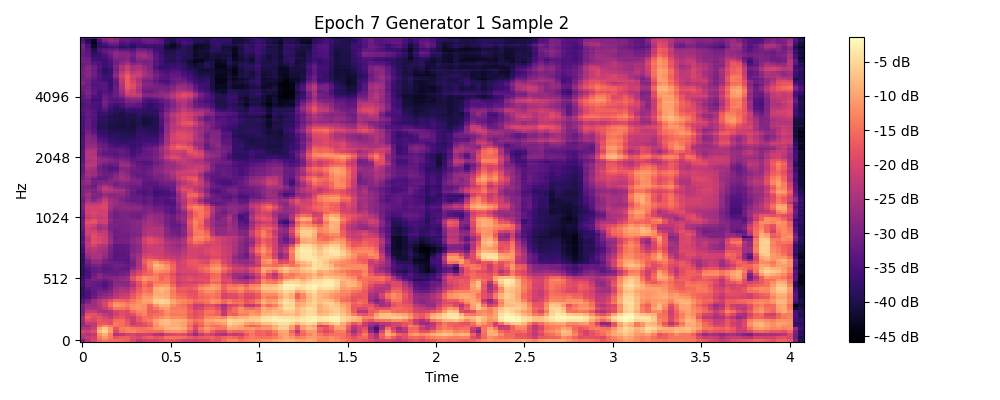 Epoch 7 Generator 1 Sample 2
Hz
4096
2048
1024
512
0
0 0.5 1 1.5 2 2.5 3 3.5 4
Time
-5 dB
-10 dB
-15 dB
-20 dB
-25 dB
-30 dB
-35 dB
-40 dB
-45 dB